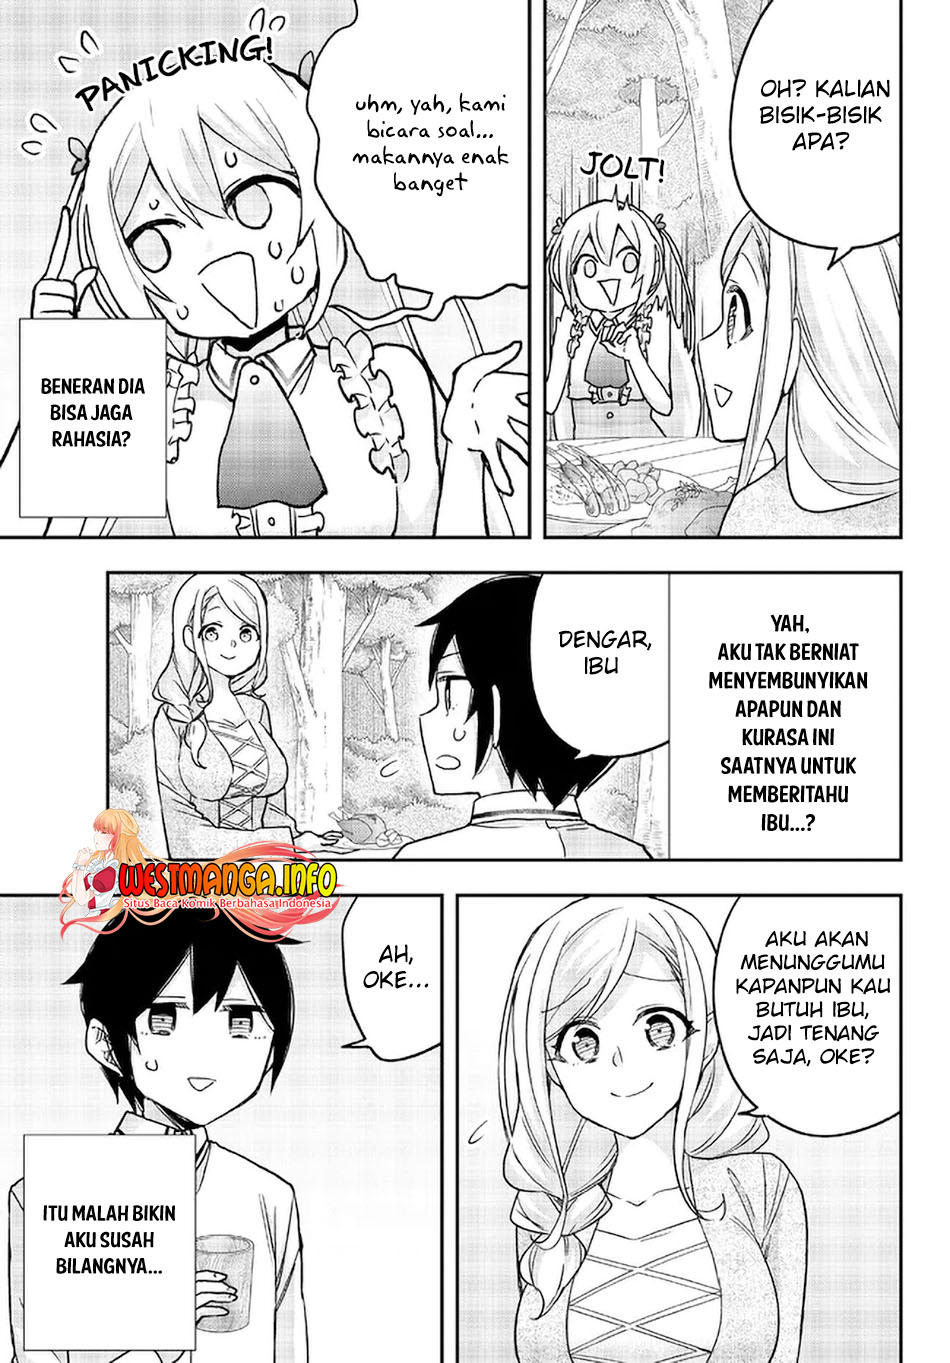 OH? KALIAN
BISIK-BISIK
APA?
JOLT!
PANICKING!
uhm, yah, kami
bicara soal...
makannya enak
banget
BENERAN DIA
BISA JAGA
RAHASIA?
YAH,
AKU TAK BERNIAT
MENYEMBUNYIKAN
APAPUN DAN
KURASA INI
SAATNYA UNTUK
MEMBERITAHU
IBU...?
DENGAR,
IBU
WESTMANGA.INFO
Situs Baca Komik Berbahasa Indonesia
AKU AKAN
MENUNGGUMU
KAPANPUN KAU
BUTUH IBU,
JADI TENANG
SAJA, OKE?
AH,
OKE...
ITU MALAH BIKIN
AKU SUSAH
BILANGNYA...